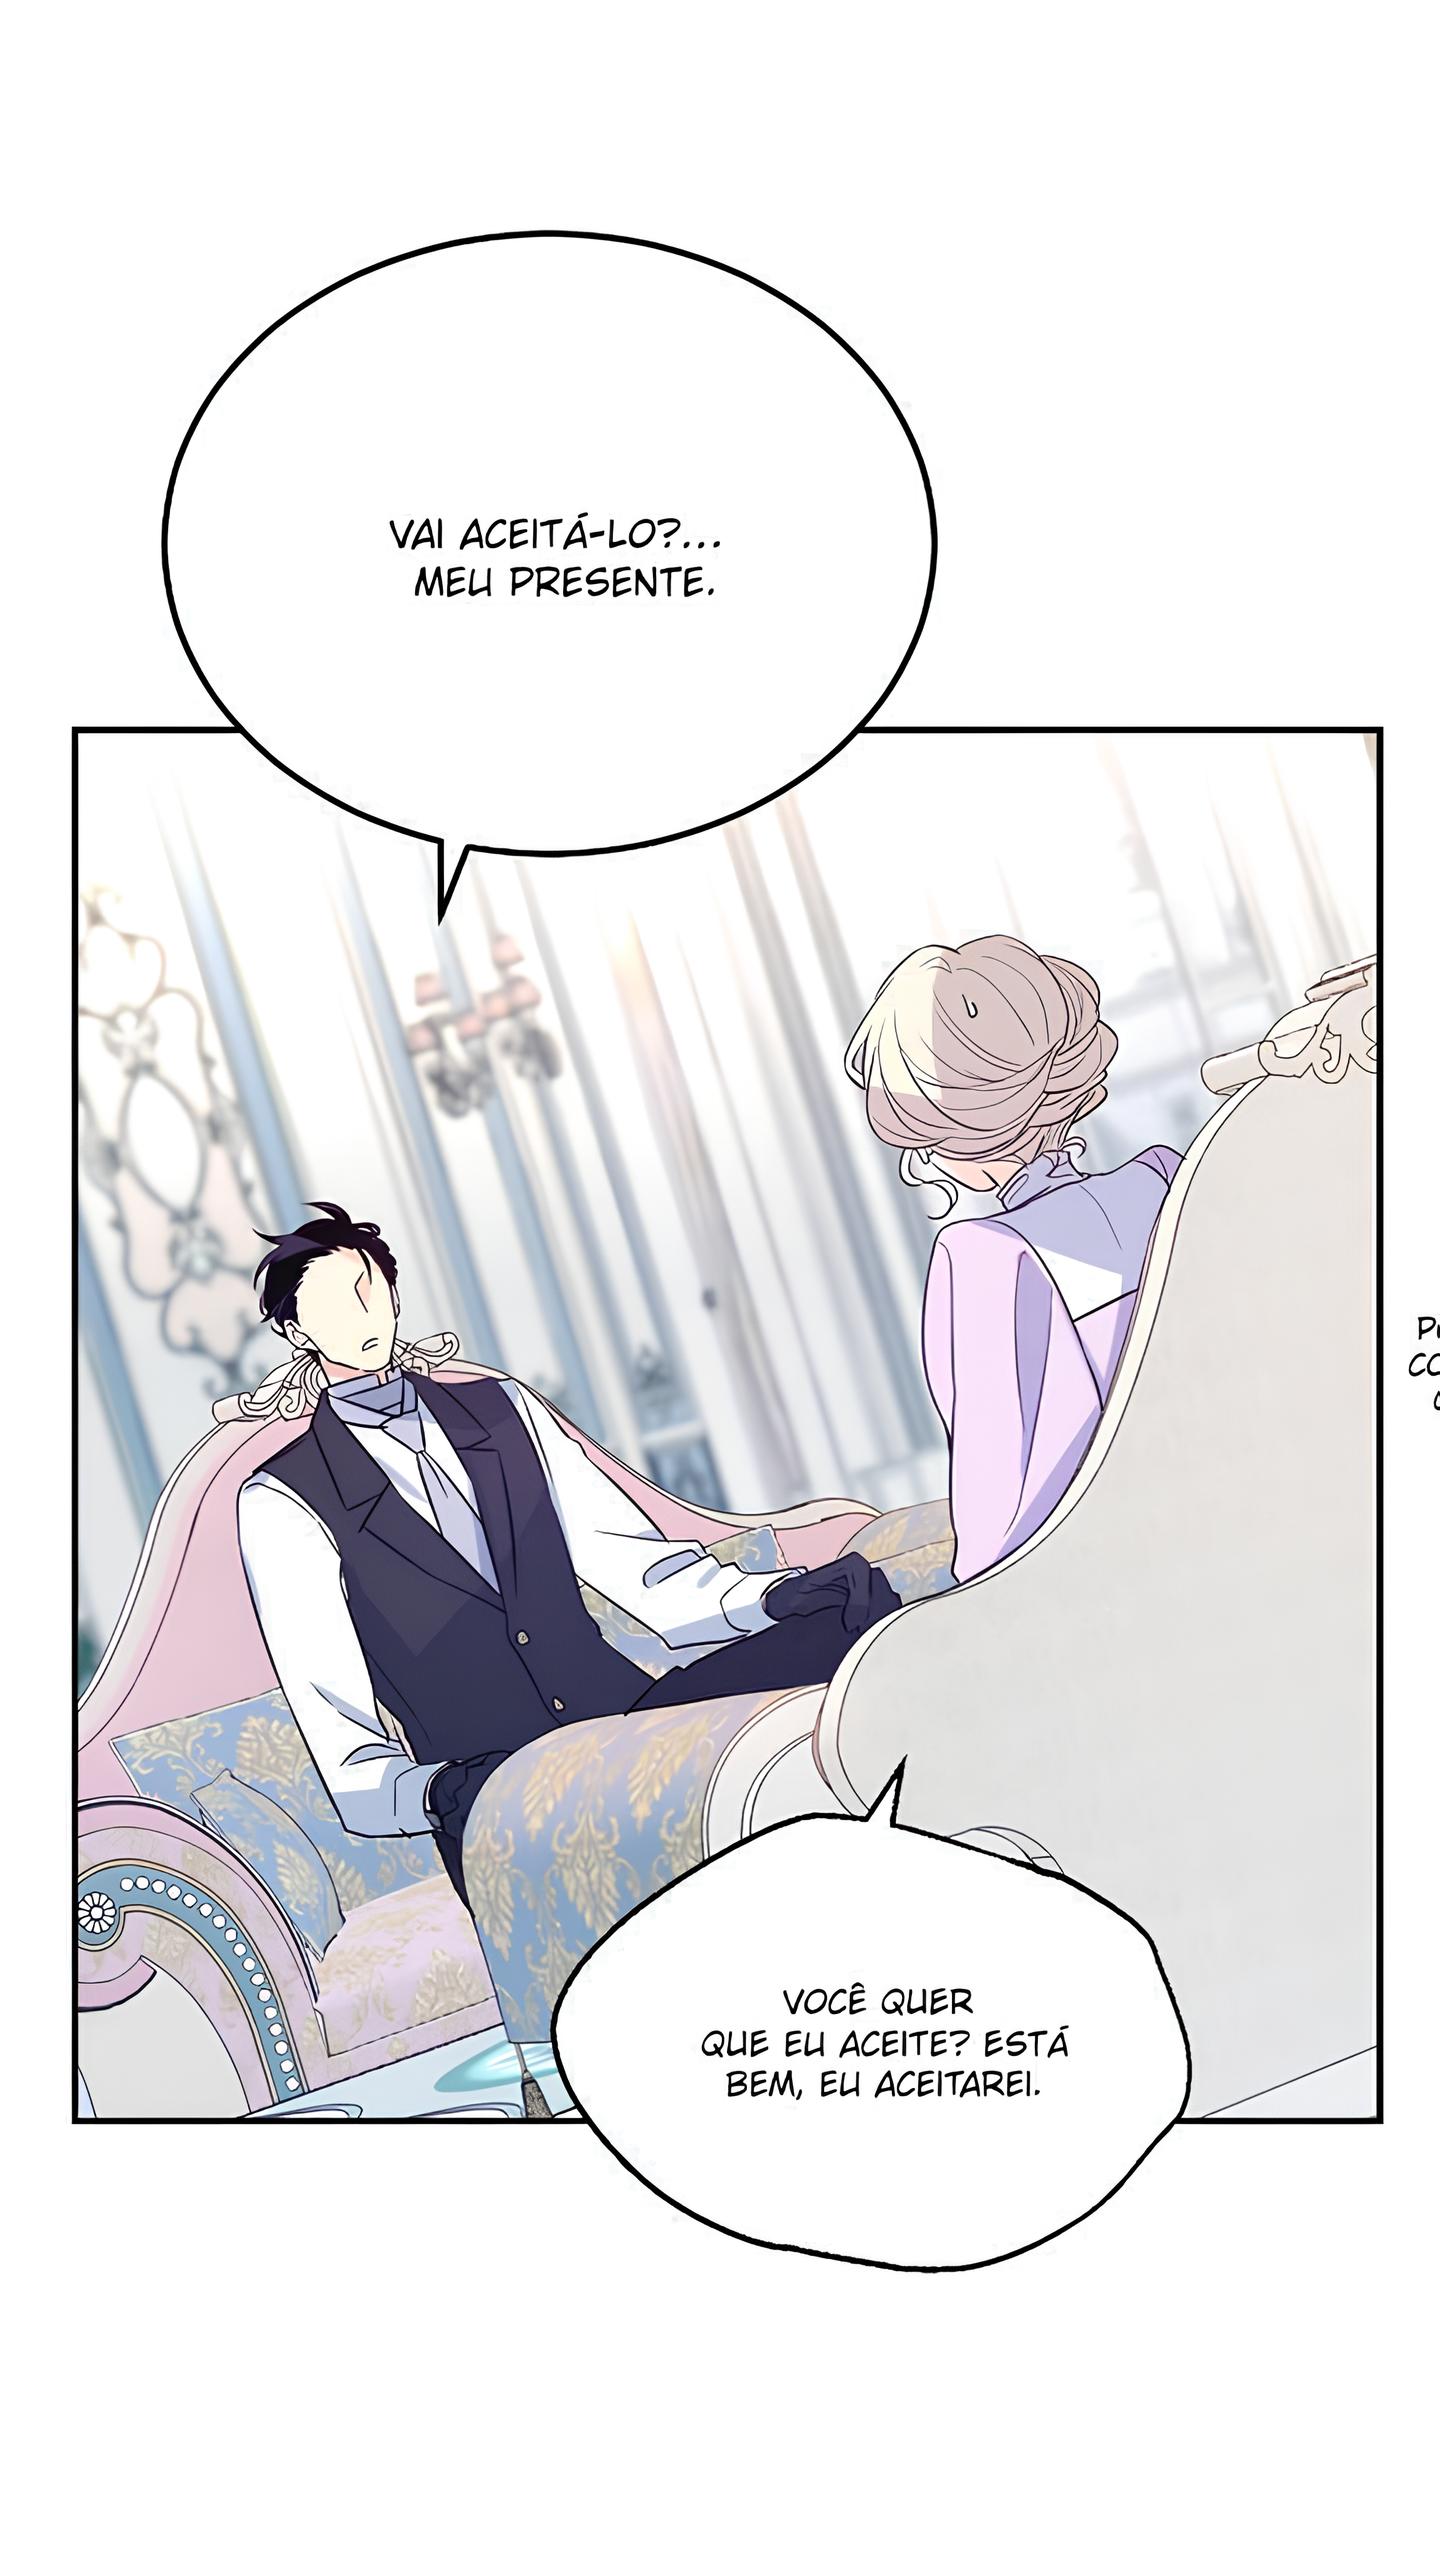 VAI ACEITÁ-LO?...
MEU PRESENTE.
VOCÊ QUER
QUE EU ACEITE? ESTÁ
BEM, EU ACEITAREI.